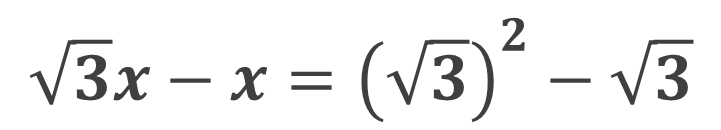 √3x − x = (√3)² − √3